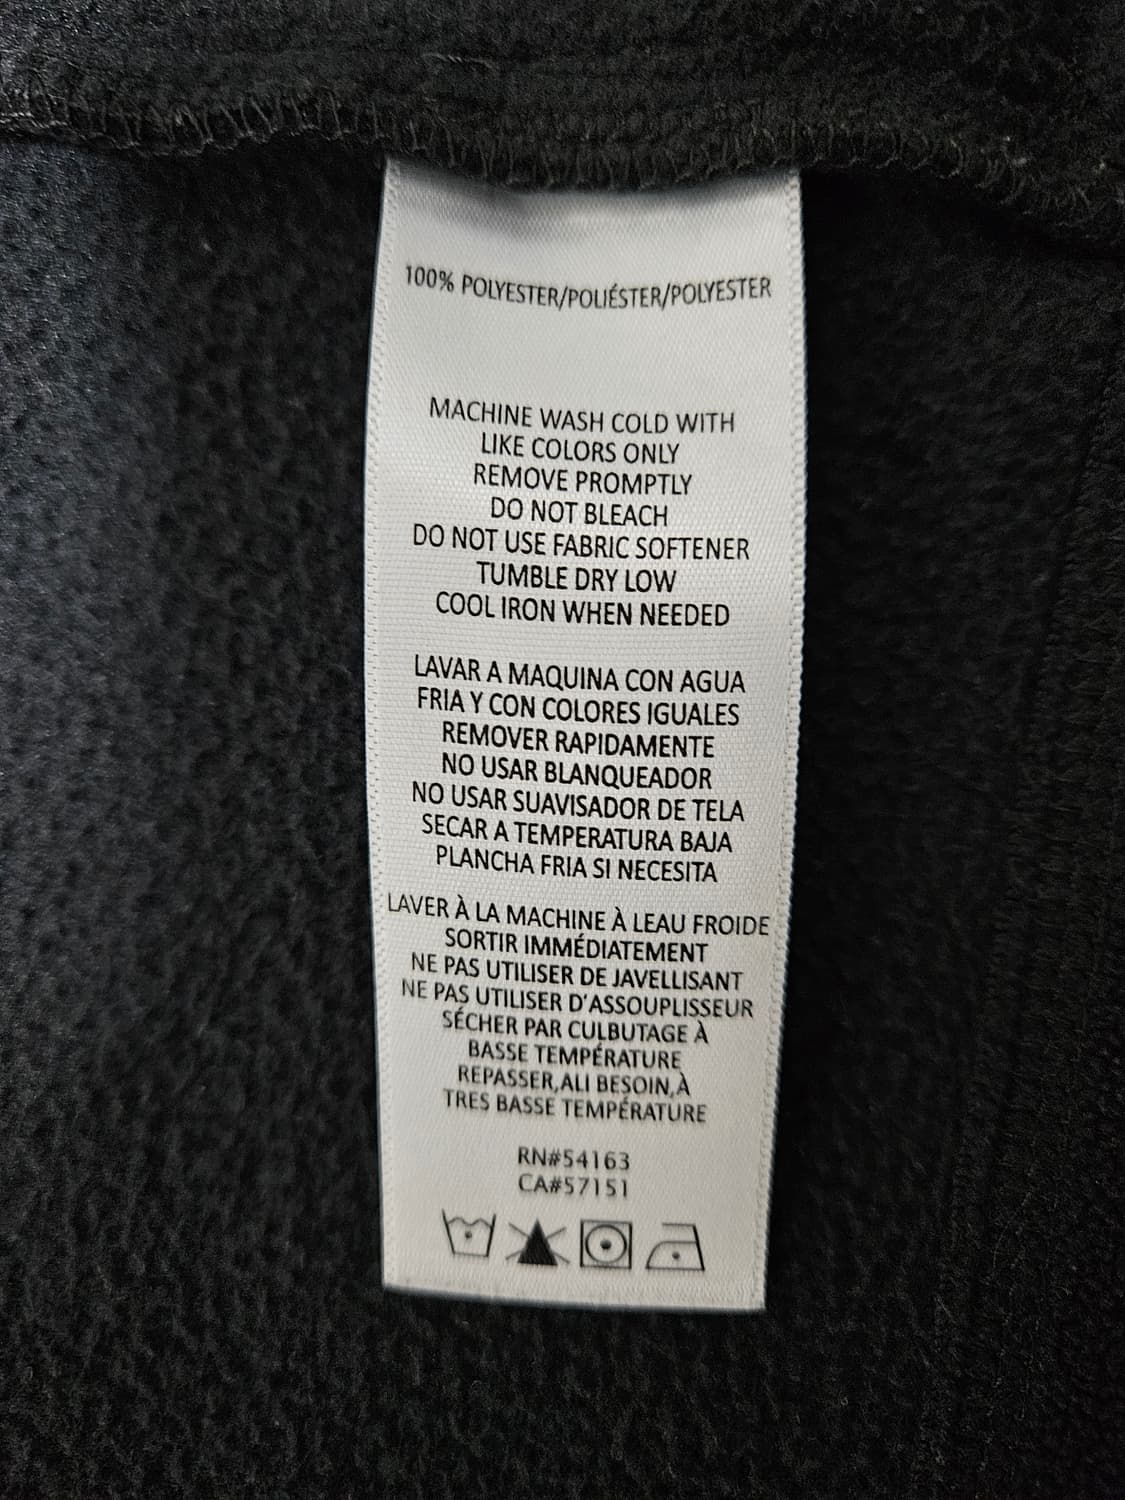 100% POLYESTER/POLIÉSTER/POLYESTER
MACHINE WASH COLD WITH
LIKE COLORS ONLY
REMOVE PROMPTLY
DO NOT BLEACH
DO NOT USE FABRIC SOFTENER
TUMBLE DRY LOW
COOL IRON WHEN NEEDED
LAVAR A MAQUINA CON AGUA
FRIA Y CON COLORES IGUALES
REMOVER RAPIDAMENTE
NO USAR BLANQUEADOR
NO USAR SUAVISADOR DE TELA
SECAR A TEMPERATURA BAJA
PLANCHA FRIA SI NECESITA
LAVER À LA MACHINE À LEAU FROIDE
SORTIR IMMÉDIATEMENT
NE PAS UTILISER DE JAVELLISANT
NE PAS UTILISER D'ASSOUPLISSEUR
SÉCHER PAR CULBUTAGE À
BASSE TEMPÉRATURE
REPASSER,ALI BESOIN,À
TRES BASSE TEMPÉRATURE
RN#54163
CA#57151